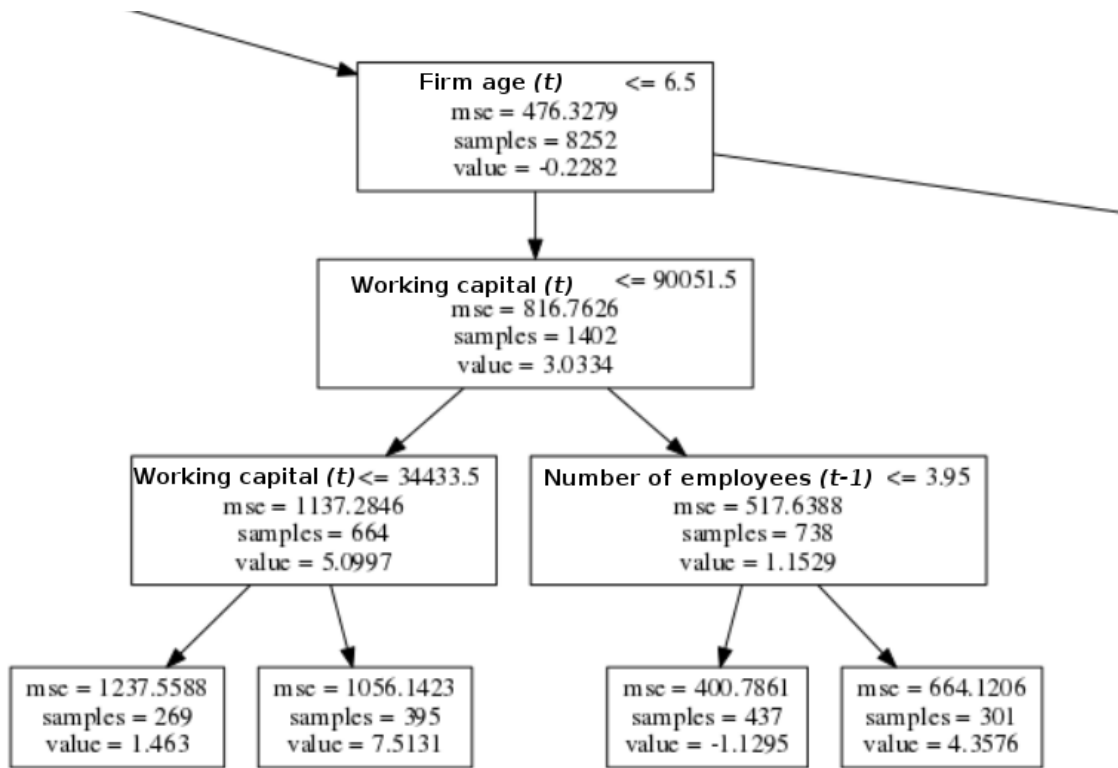 Firm age (t) <= 6.5
mse = 476.3279
samples = 8252
value = -0.2282
Working capital (t) <= 90051.5
mse = 816.7626
samples = 1402
value = 3.0334
Working capital (t) <= 34433.5
mse = 1137.2846
samples = 664
value = 5.0997
Number of employees (t-1) <= 3.95
mse = 517.6388
samples = 738
value = 1.1529
mse = 1237.5588
samples = 269
value = 1.463
mse = 1056.1423
samples = 395
value = 7.5131
mse = 400.7861
samples = 437
value = -1.1295
mse = 664.1206
samples = 301
value = 4.3576